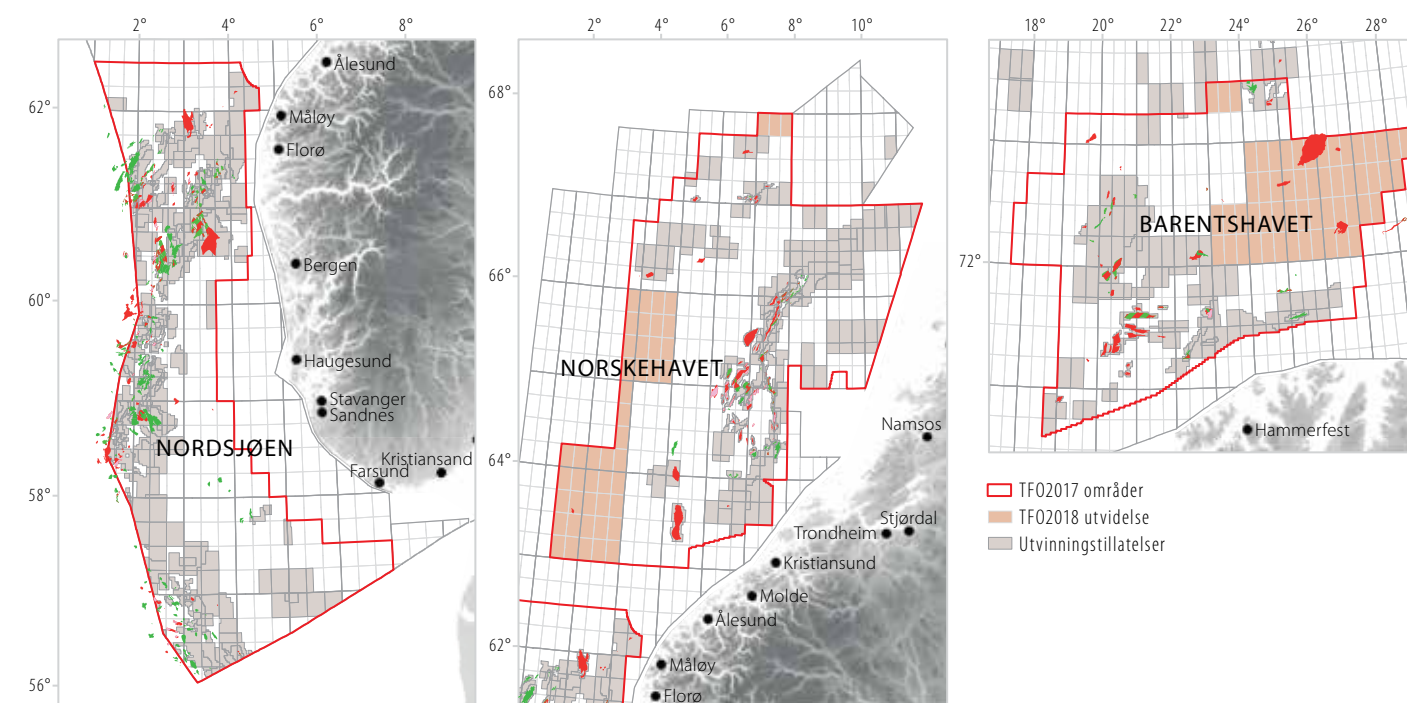 2° 4° 6° 8°
62°
60°
58°
56°
Ålesund
Måløy
Florø
Bergen
Haugesund
Stavanger
Sandnes
NORDSJØEN
Kristiansand
Farsund
2° 4° 6° 8° 10°
68°
66°
64°
62°
NORSKEHAVET
Namsos
Stjørdal
Trondheim
Kristiansund
Molde
Ålesund
Måløy
Florø
18° 20° 22° 24° 26° 28°
72°
BARENTSHAVET
Hammerfest
TFO2017 områder
TFO2018 utvidelse
Utvinningstillatelser